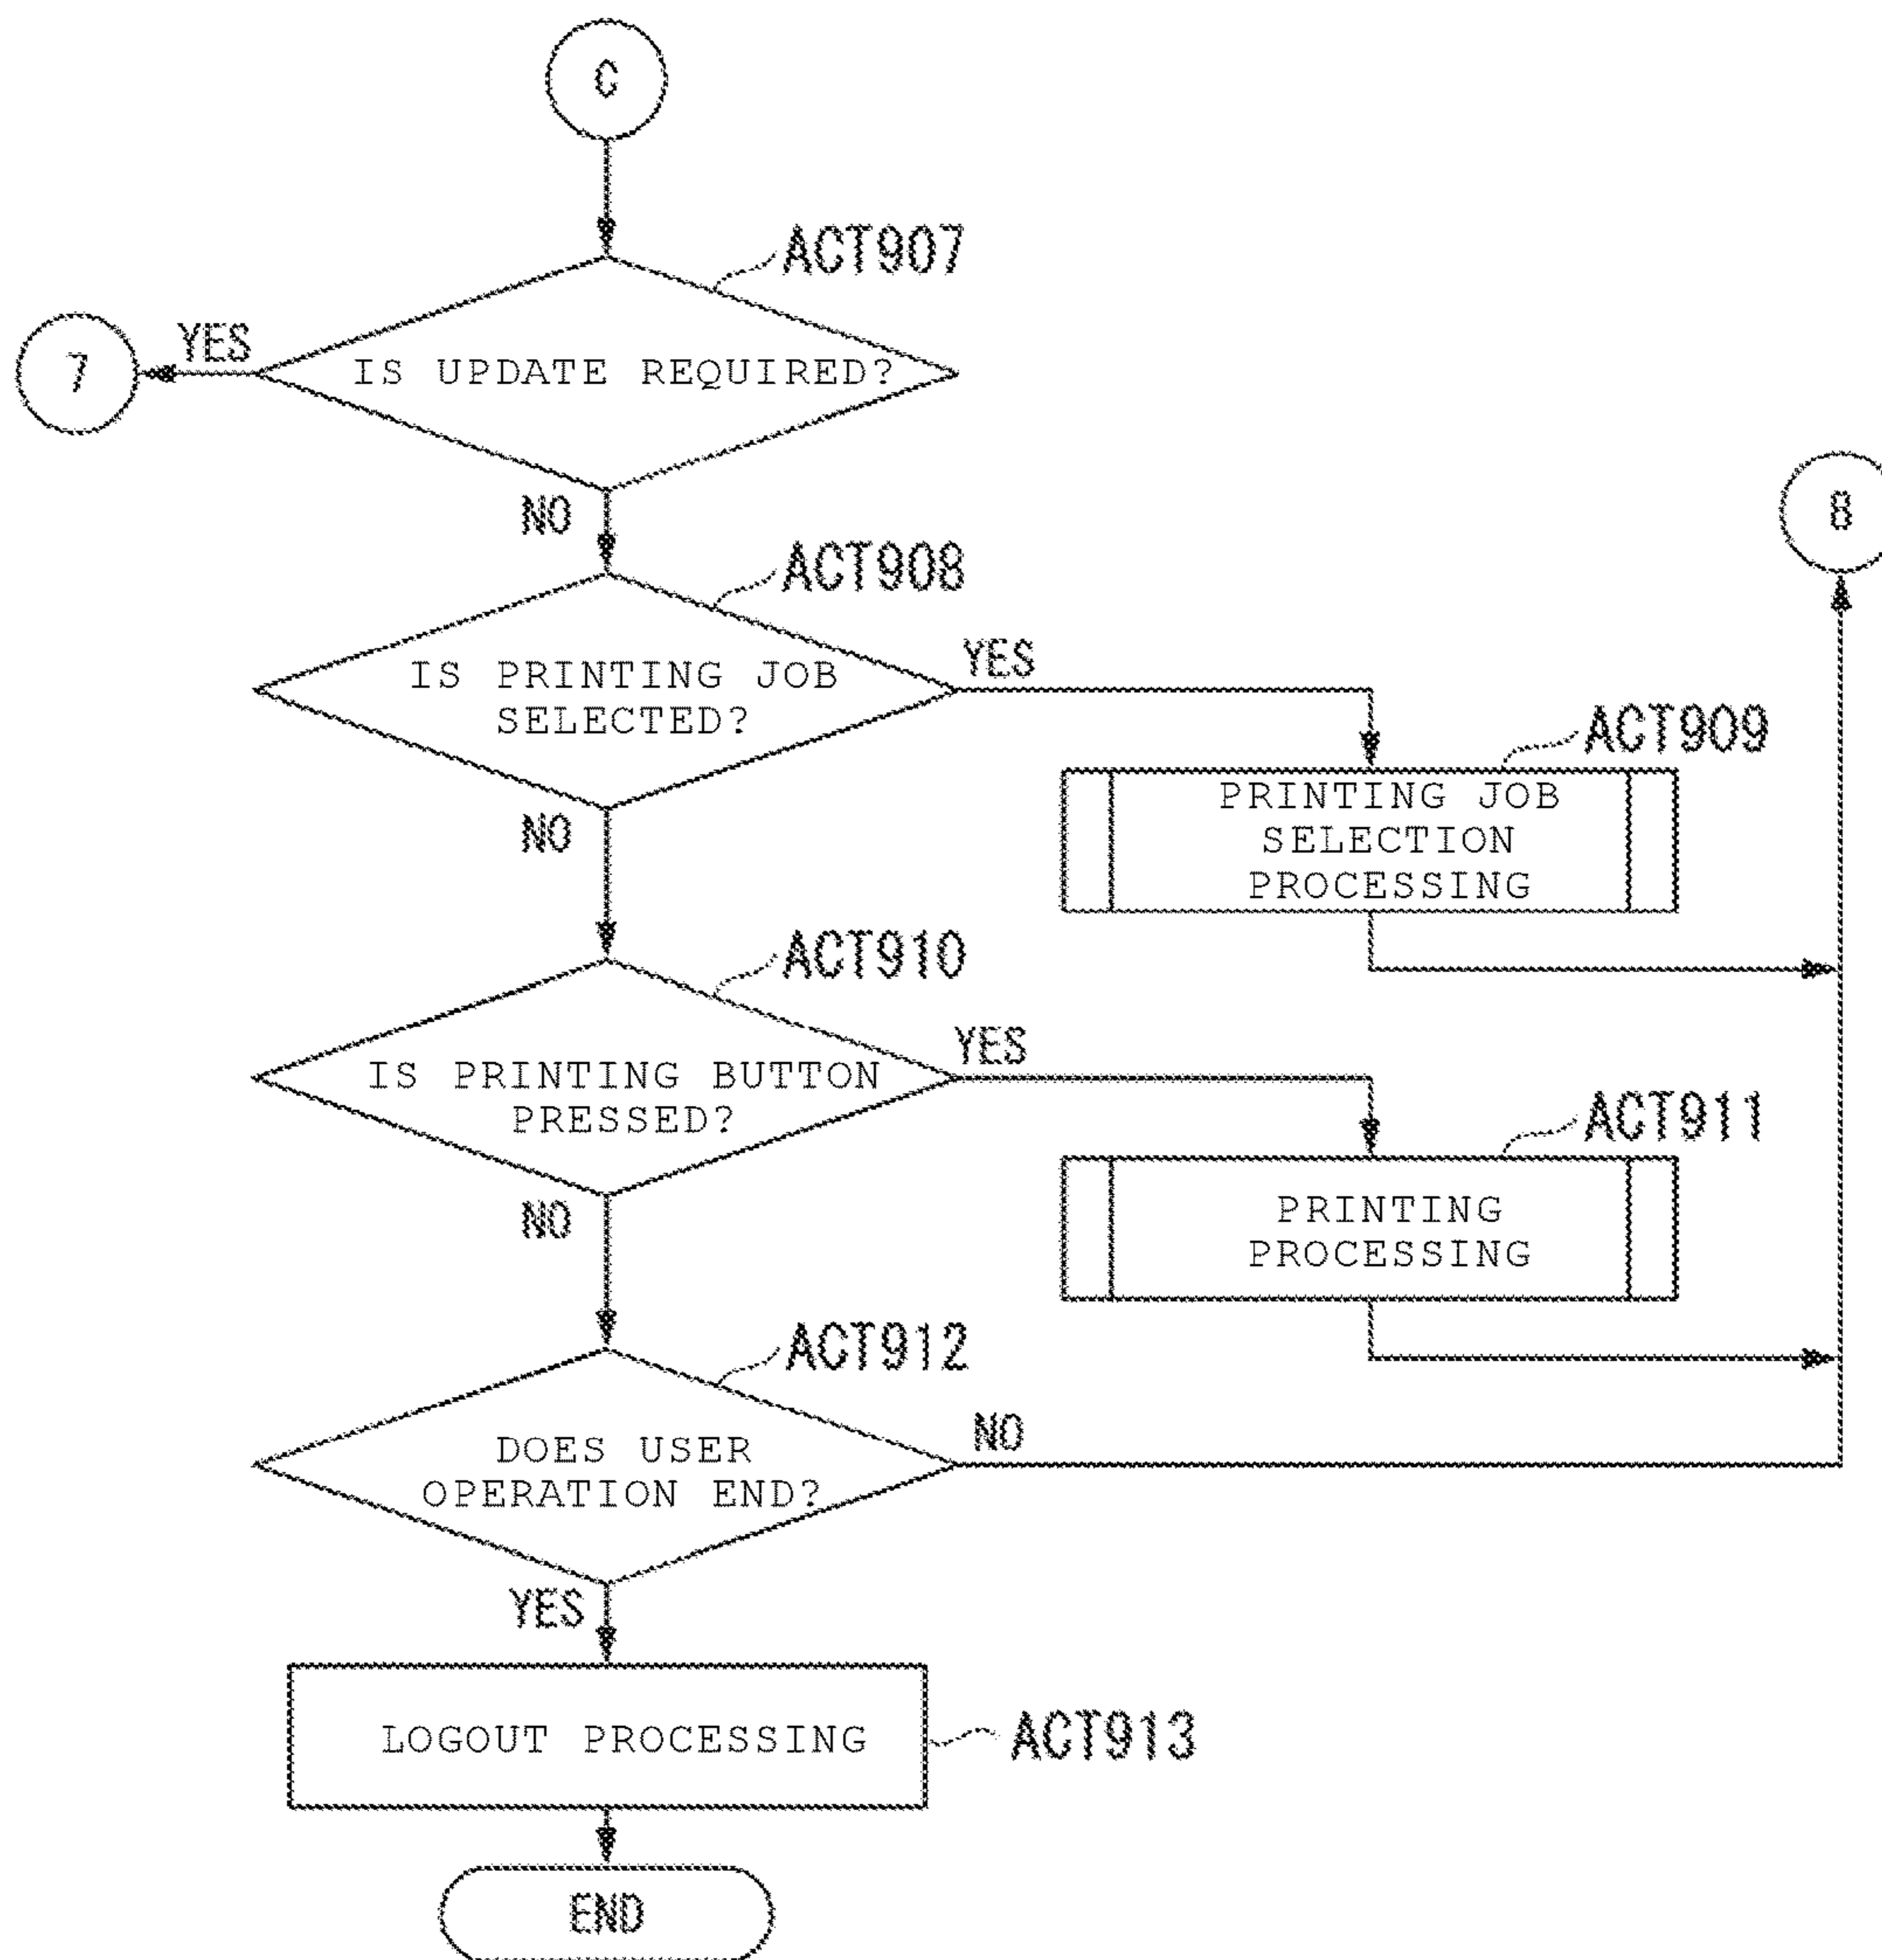 C
ACT907
YES
7
IS UPDATE REQUIRED?
NO
8
ACT908
YES
IS PRINTING JOB
SELECTED?
ACT909
NO
PRINTING JOB
SELECTION
PROCESSING
ACT910
YES
IS PRINTING BUTTON
PRESSED?
ACT911
NO
PRINTING
PROCESSING
ACT912
NO
DOES USER
OPERATION END?
YES
LOGOUT PROCESSING
ACT913
END